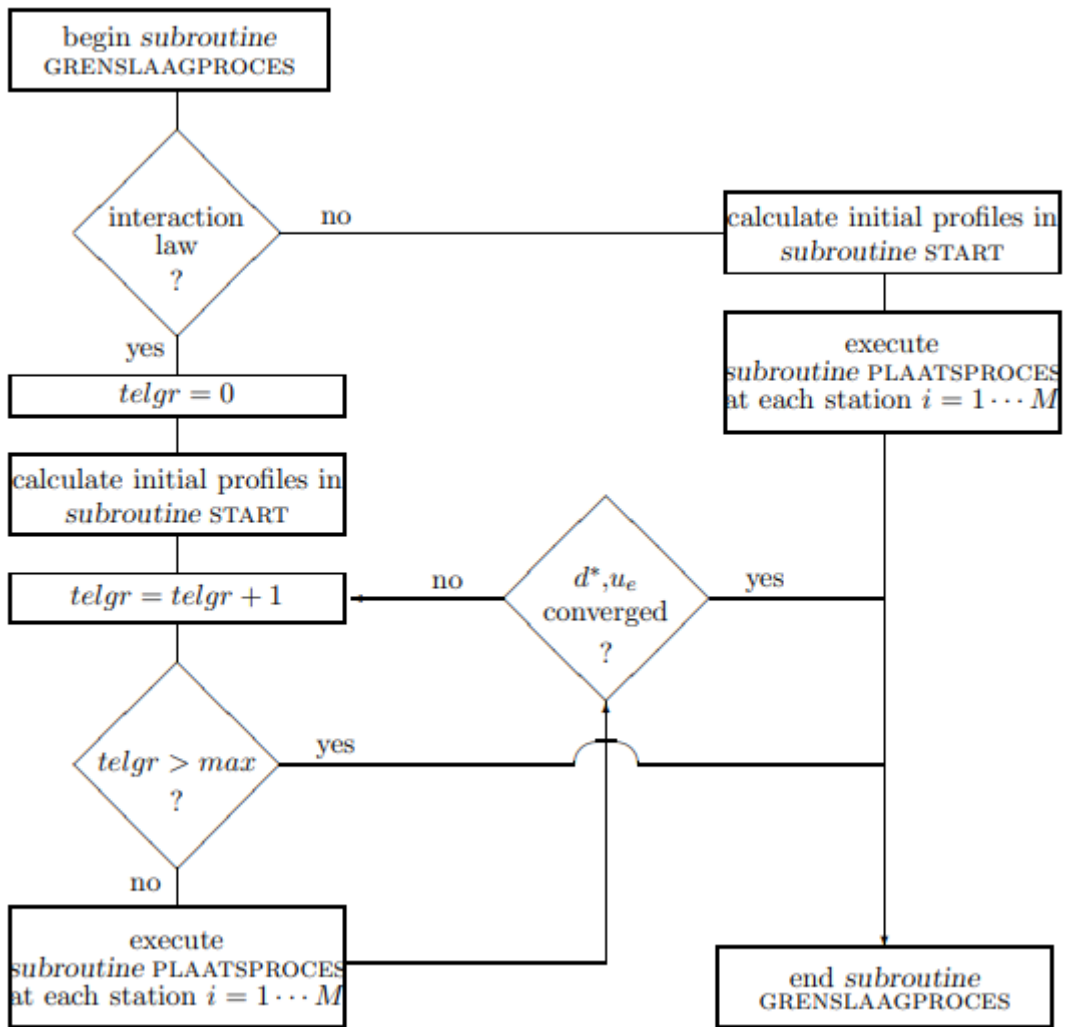 begin subroutine
GRENSLAAGPROCES
interaction
law
?
no
yes
calculate initial profiles in
subroutine START
execute
subroutine PLAATSPROCES
at each station i = 1 ··· M
telgr = 0
calculate initial profiles in
subroutine START
telgr = telgr + 1
no
d*,u_e
converged
?
yes
telgr > max
?
yes
no
execute
subroutine PLAATSPROCES
at each station i = 1 ··· M
end subroutine
GRENSLAAGPROCES